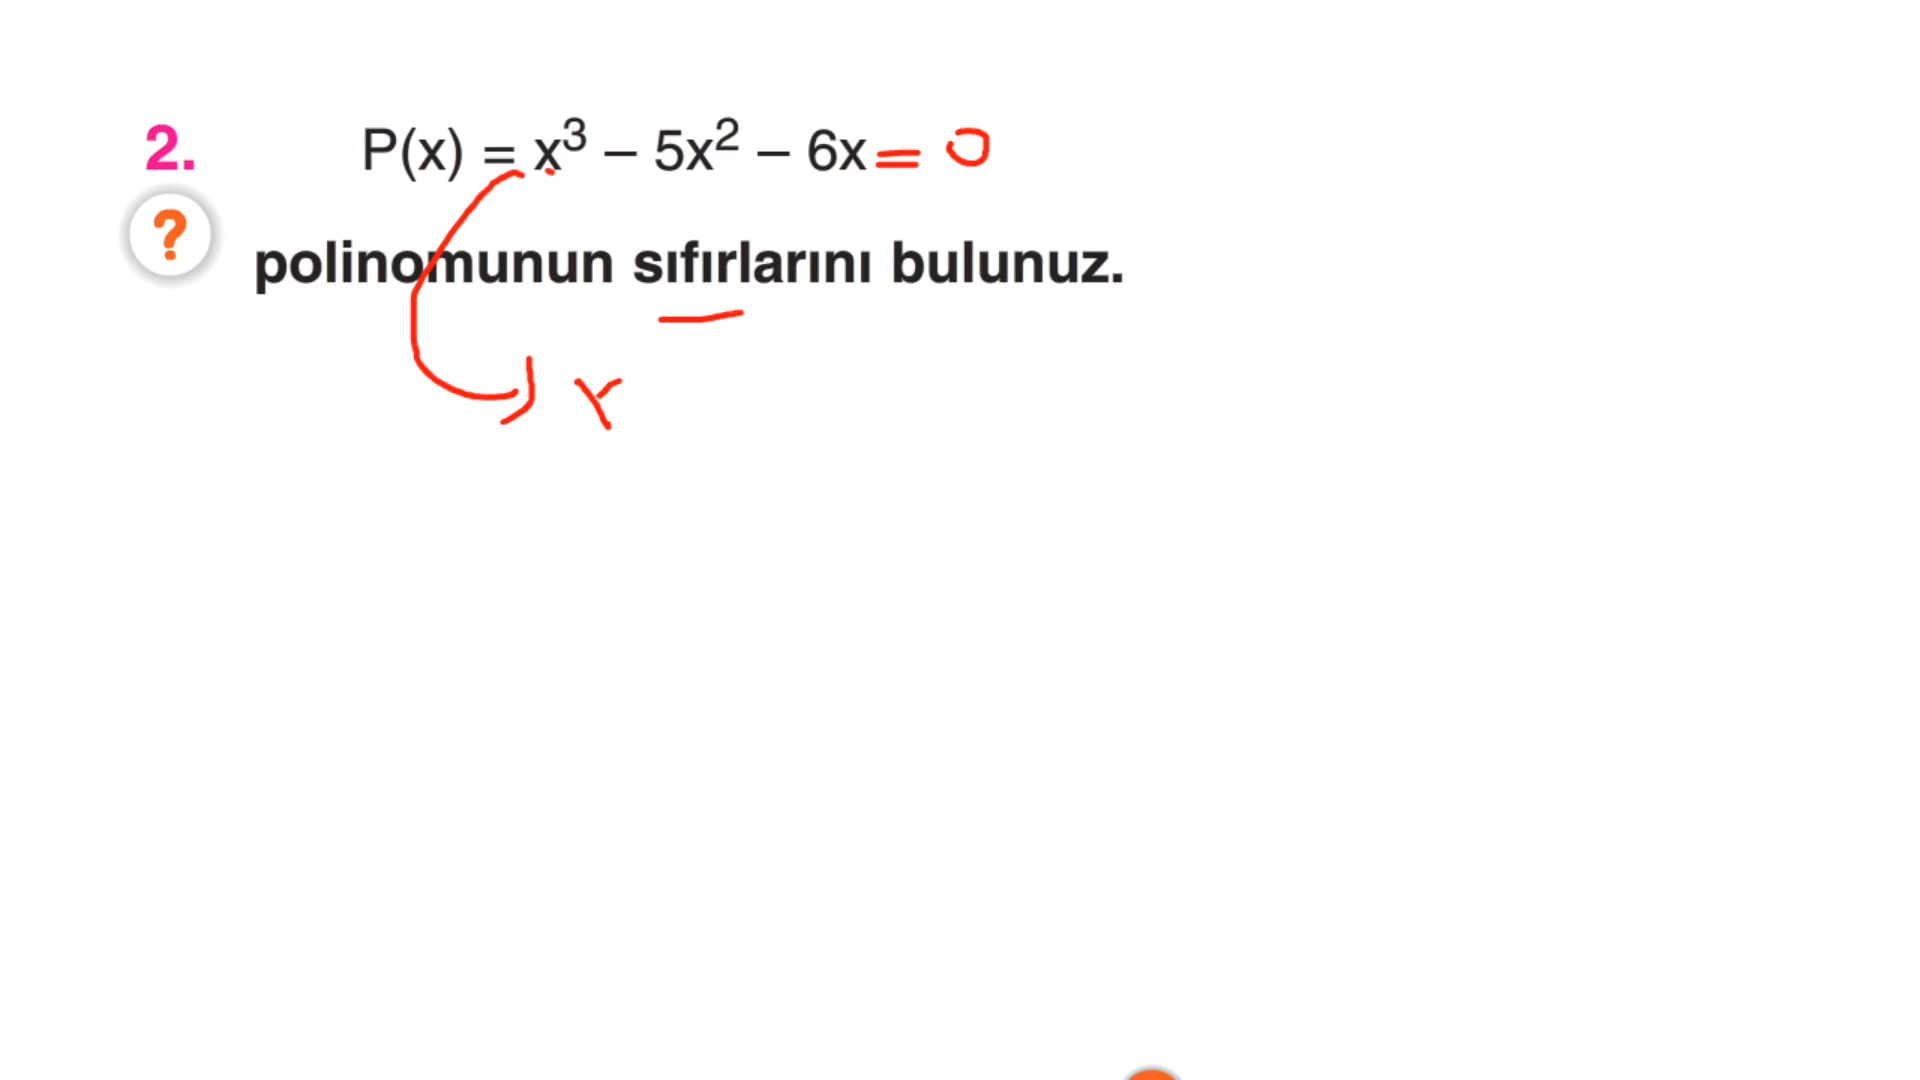 2. P(x) = x³ – 5x² – 6x = 0
?
polinomunun sıfırlarını bulunuz.
x